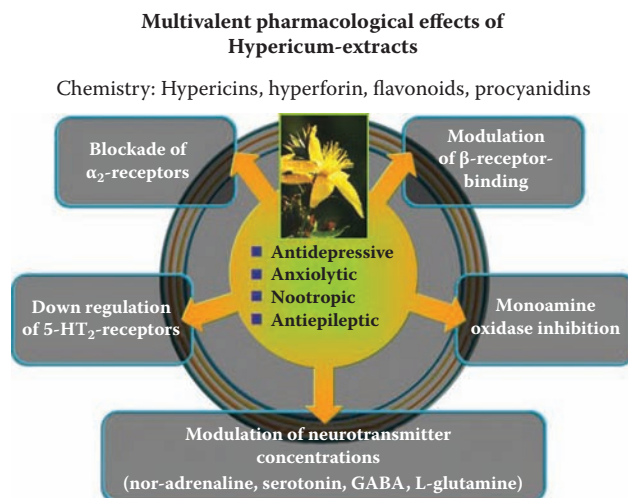 Multivalent pharmacological effects of
Hypericum-extracts
Chemistry: Hypericins, hyperforin, flavonoids, procyanidins
Blockade of
α₂-receptors
Modulation
of β-receptor-
binding
Antidepressive
Anxiolytic
Nootropic
Antiepileptic
Down regulation
of 5-HT₂-receptors
Monoamine
oxidase inhibition
Modulation of neurotransmitter
concentrations
(nor-adrenaline, serotonin, GABA, L-glutamine)